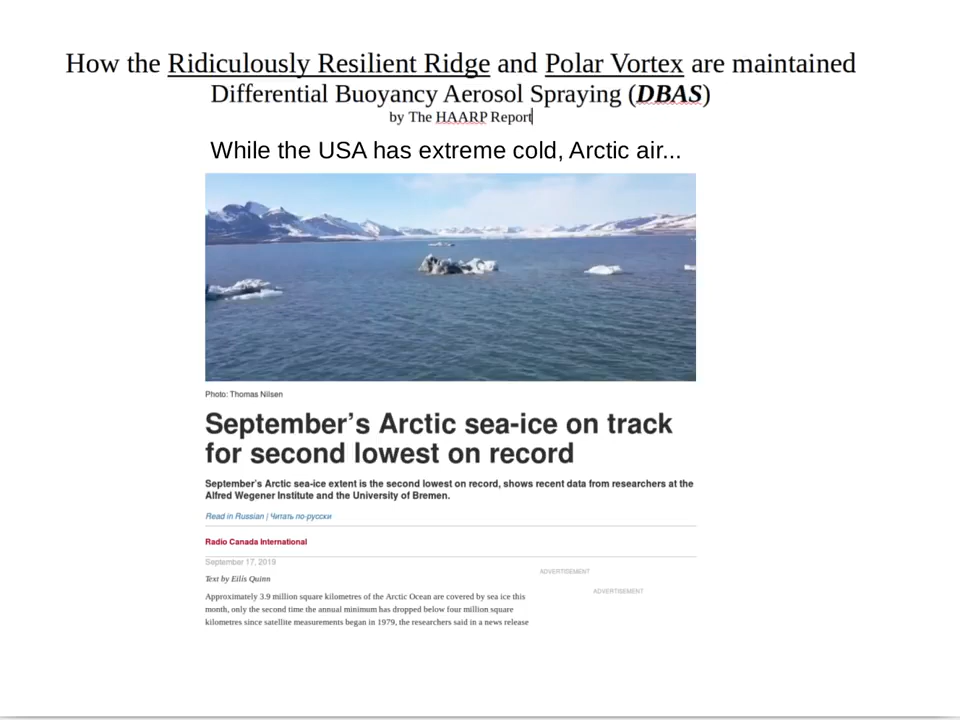 How the Ridiculously Resilient Ridge and Polar Vortex are maintained
Differential Buoyancy Aerosol Spraying (DBAS)
by The HAARP Report
While the USA has extreme cold, Arctic air...
Photo: Thomas Nilsen
September's Arctic sea-ice on track
for second lowest on record
September's Arctic sea-ice extent is the second lowest on record, shows recent data from researchers at the
Alfred Wegener Institute and the University of Bremen.
Read in Russian | Читать по-русски
Radio Canada International
September 17, 2019
ADVERTISEMENT
Text by Eilís Quinn
ADVERTISEMENT
Approximately 3.9 million square kilometres of the Arctic Ocean are covered by sea ice this
month, only the second time the annual minimum has dropped below four million square
kilometres since satellite measurements began in 1979, the researchers said in a news release